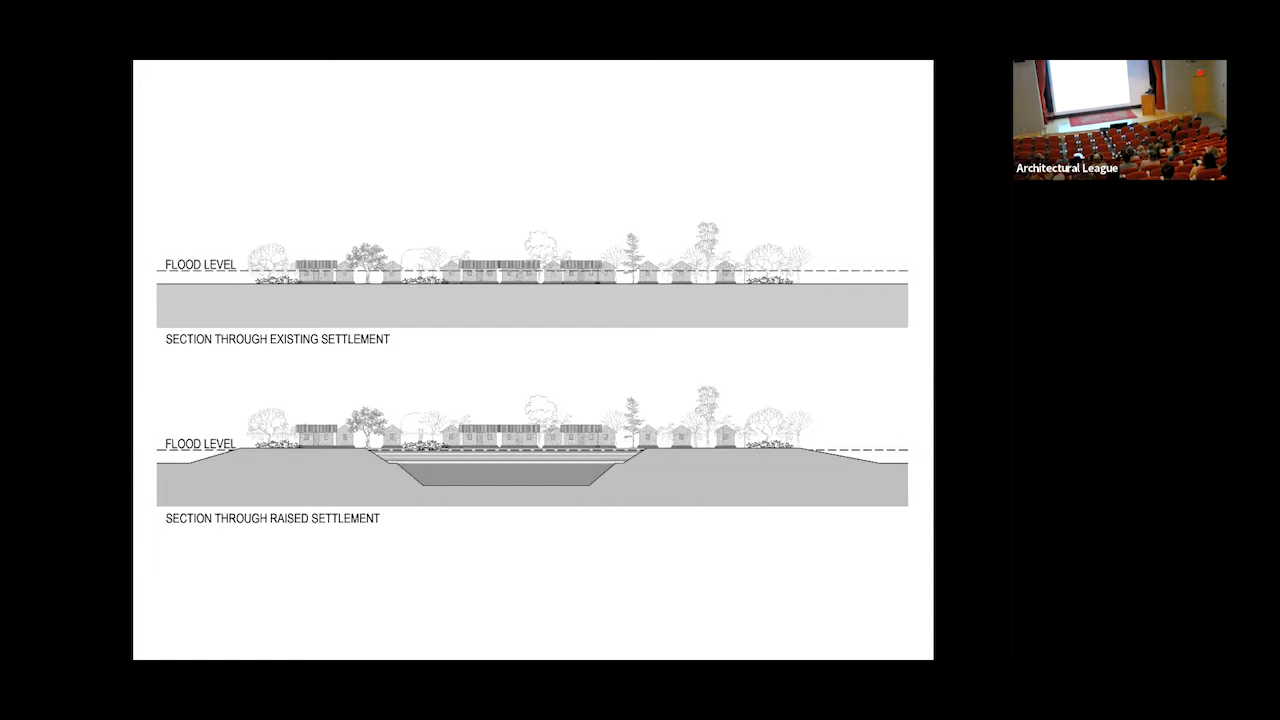 FLOOD LEVEL
SECTION THROUGH EXISTING SETTLEMENT
FLOOD LEVEL
SECTION THROUGH RAISED SETTLEMENT
Architectural League